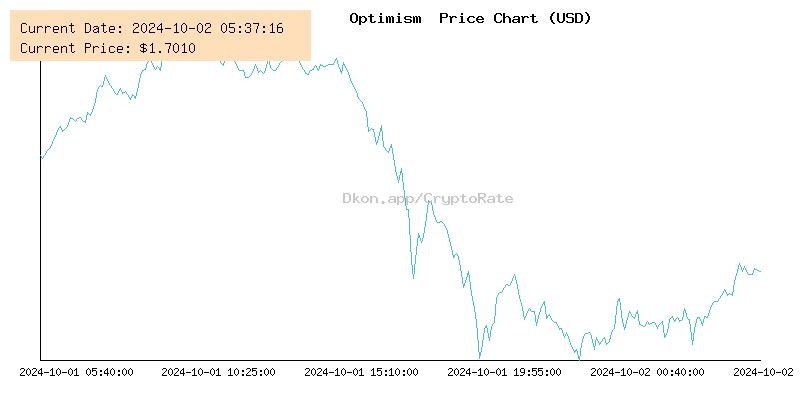 Optimism  Price Chart (USD)
Current Date: 2024-10-02 05:37:16
Current Price: $1.7010
Dkon.app/CryptoRate
2024-10-01 05:40:00 2024-10-01 10:25:00 2024-10-01 15:10:00 2024-10-01 19:55:00 2024-10-02 00:40:00 2024-10-02